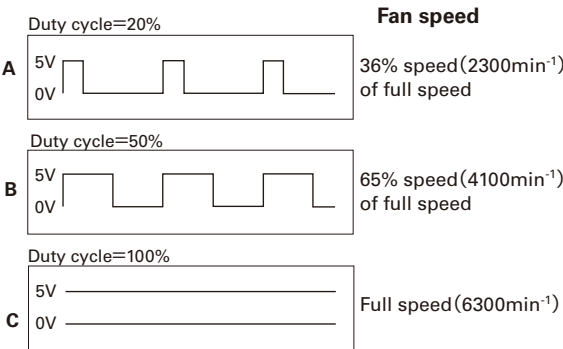 Fan speed
Duty cycle=20%
A
5V
0V
36% speed(2300min⁻¹)
of full speed
Duty cycle=50%
B
5V
0V
65% speed(4100min⁻¹)
of full speed
Duty cycle=100%
C
5V
0V
Full speed(6300min⁻¹)